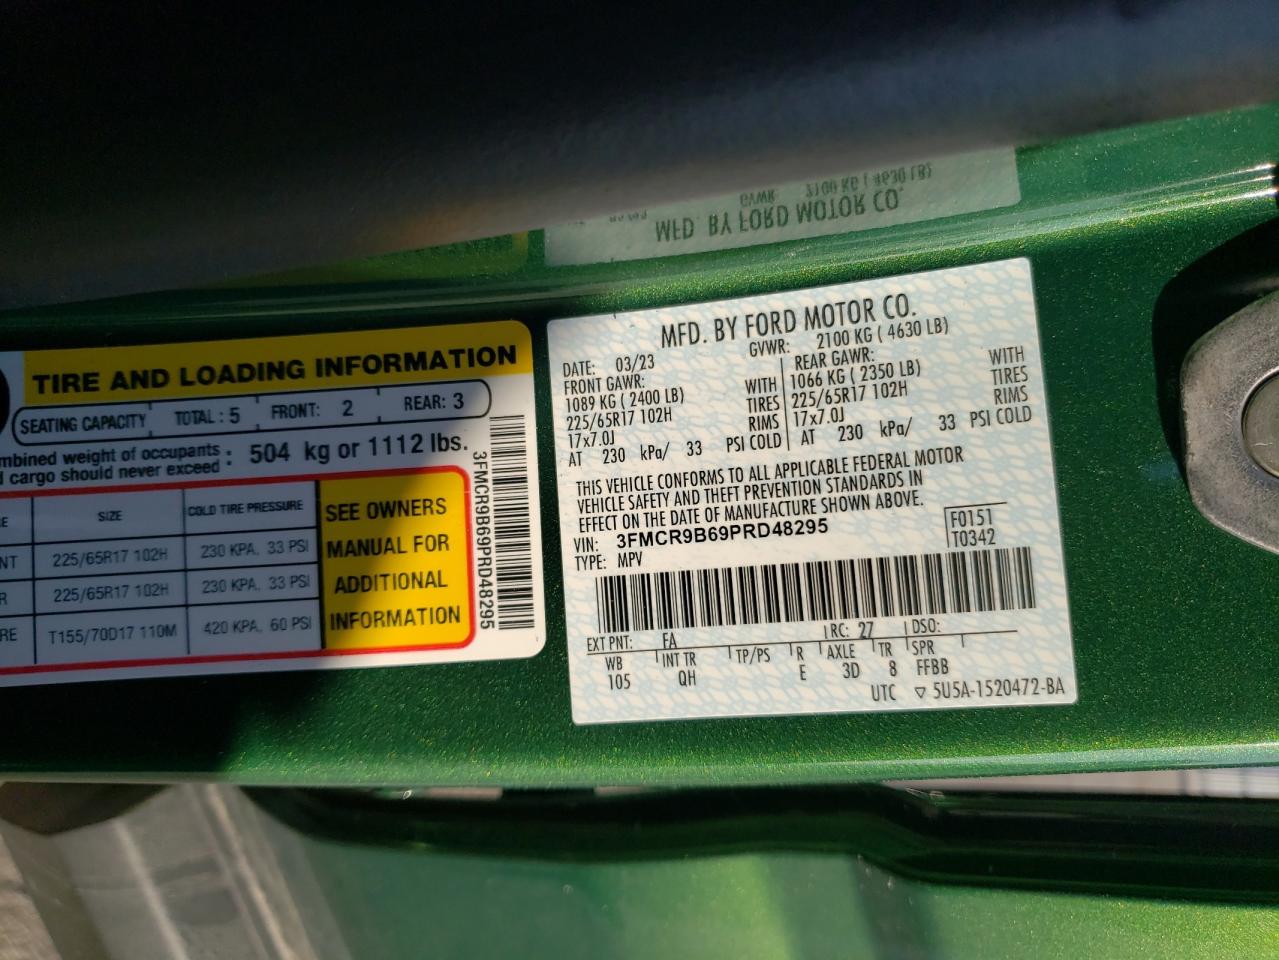 TIRE AND LOADING INFORMATION
SEATING CAPACITY TOTAL : 5 FRONT: 2 REAR: 3
mbined weight of occupants
d cargo should never exceed : 504 kg or 1112 lbs.
E SIZE COLD TIRE PRESSURE
NT 225/65R17 102H 230 KPA, 33 PSI
R 225/65R17 102H 230 KPA, 33 PSI
RE T155/70D17 110M 420 KPA, 60 PSI
SEE OWNERS
MANUAL FOR
ADDITIONAL
INFORMATION
3FMCR9B69PRD48295
MFD. BY FORD MOTOR CO.
DATE: 03/23 GVWR: 2100 KG ( 4630 LB)
FRONT GAWR: REAR GAWR:
1089 KG ( 2400 LB) WITH 1066 KG ( 2350 LB) WITH
225/65R17 102H TIRES 225/65R17 102H TIRES
17x7.0J RIMS 17x7.0J RIMS
AT 230 kPa/ 33 PSI COLD AT 230 kPa/ 33 PSI COLD
THIS VEHICLE CONFORMS TO ALL APPLICABLE FEDERAL MOTOR
VEHICLE SAFETY AND THEFT PREVENTION STANDARDS IN
EFFECT ON THE DATE OF MANUFACTURE SHOWN ABOVE.
VIN: 3FMCR9B69PRD48295 F0151
TYPE: MPV T0342
EXT PNT: FA RC: 27 DSO:
WB INT TR TP/PS R AXLE TR SPR
105 QH E 3D 8 FFBB
UTC ▽ 5U5A-1520472-BA
MFD. BY FORD MOTOR CO.
GVWR: 2100 KG ( 4630 LB)